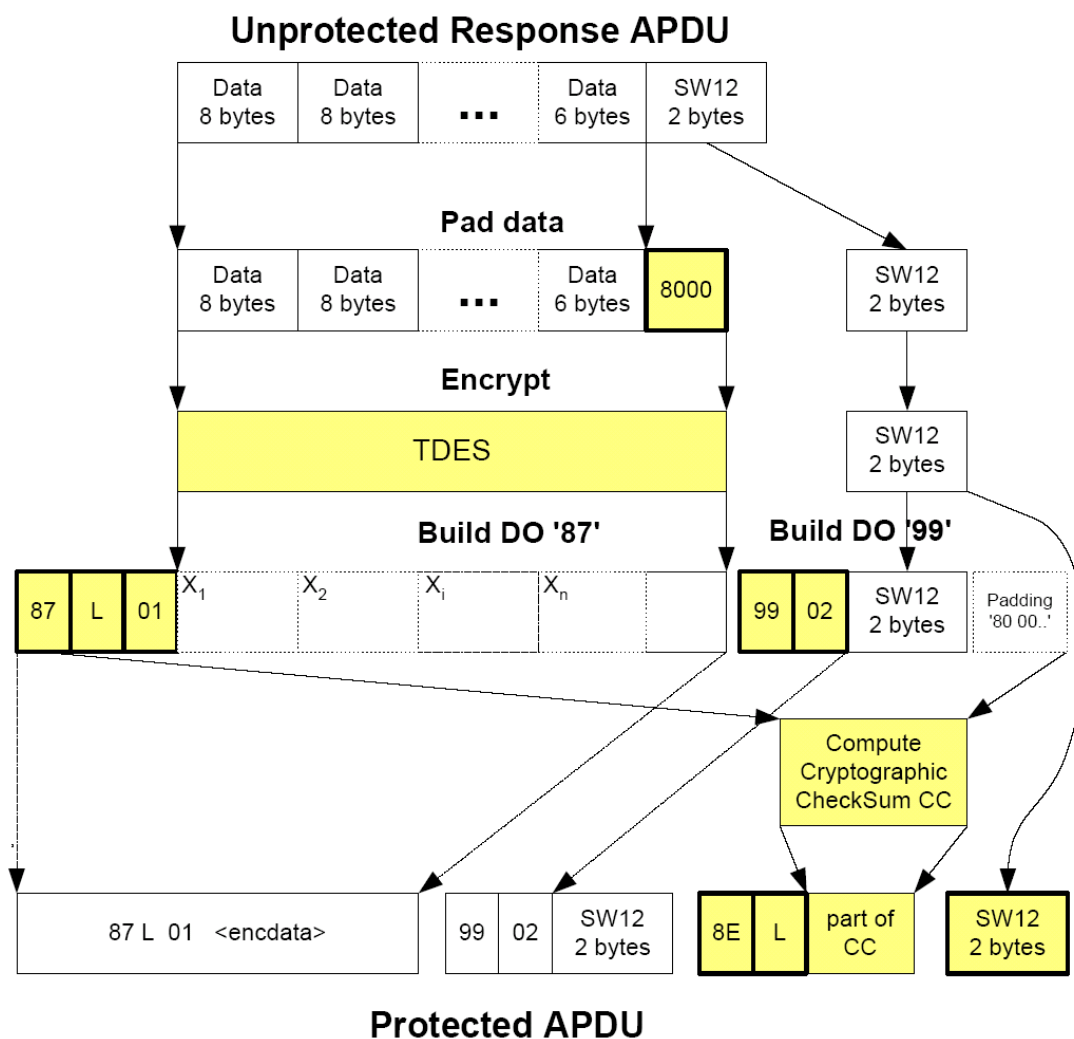 Unprotected Response APDU
Data
8 bytes
Data
8 bytes
...
Data
6 bytes
SW12
2 bytes
Pad data
Data
8 bytes
Data
8 bytes
...
Data
6 bytes
8000
SW12
2 bytes
Encrypt
TDES
SW12
2 bytes
Build DO '87'
Build DO '99'
87
L
01
X1
X2
Xi
Xn
99
02
SW12
2 bytes
Padding
'80 00..'
Compute
Cryptographic
CheckSum CC
87 L 01 <encdata>
99
02
SW12
2 bytes
8E
L
part of
CC
SW12
2 bytes
Protected APDU